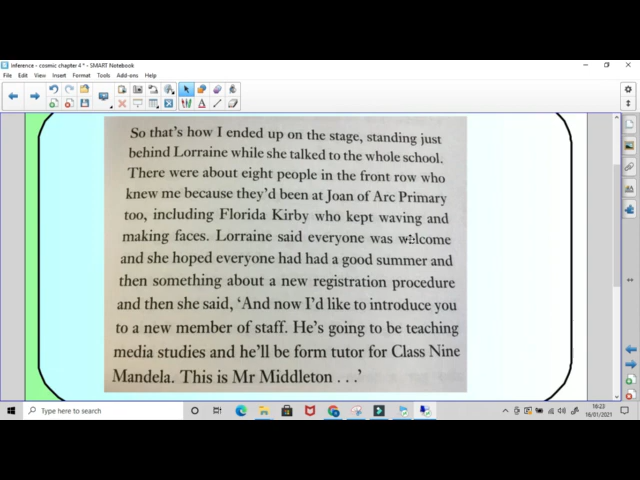 inference - cosmic chapter 4 * - SMART Notebook
File Edit View Insert Format Tools Add-ons Help
So that's how I ended up on the stage, standing just
behind Lorraine while she talked to the whole school.
There were about eight people in the front row who
knew me because they'd been at Joan of Arc Primary
too, including Florida Kirby who kept waving and
making faces. Lorraine said everyone was welcome
and she hoped everyone had had a good summer and
then something about a new registration procedure
and then she said, 'And now I'd like to introduce you
to a new member of staff. He's going to be teaching
media studies and he'll be form tutor for Class Nine
Mandela. This is Mr Middleton . . .'
Type here to search
16:23
16/01/2021